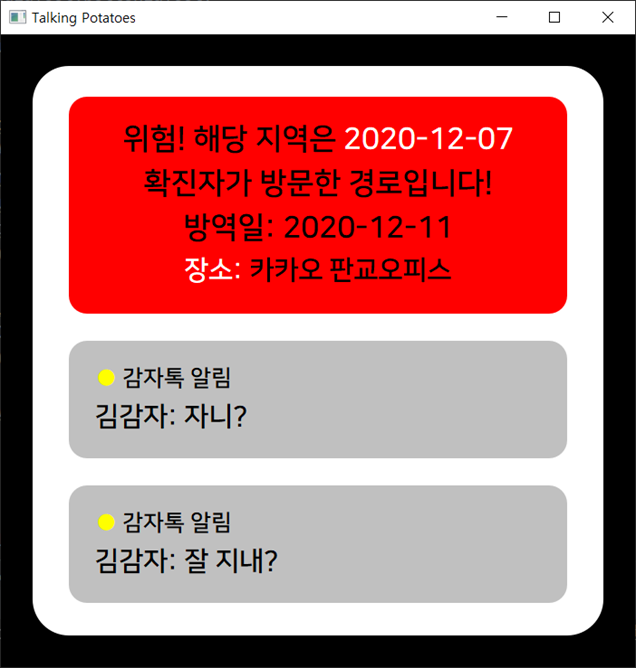 Talking Potatoes
위험! 해당 지역은 2020-12-07
확진자가 방문한 경로입니다!
방역일: 2020-12-11
장소: 카카오 판교오피스
감자톡 알림
김감자: 자니?
감자톡 알림
김감자: 잘 지내?